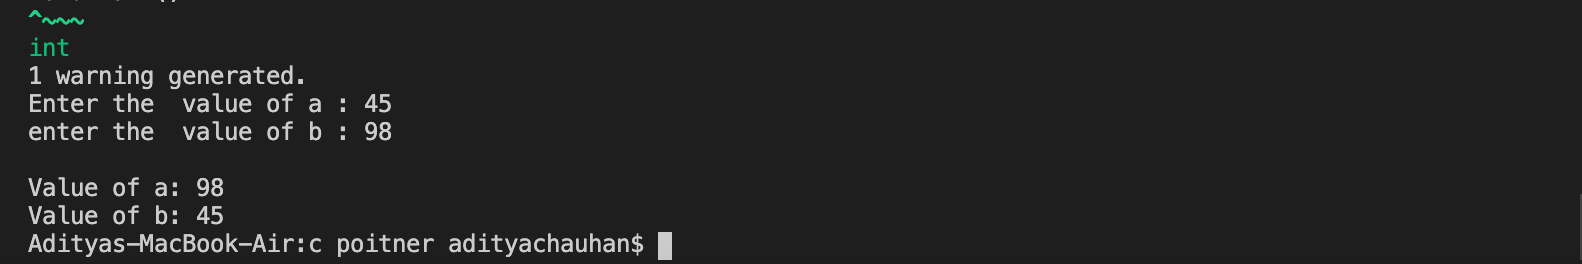 ^~~~
int
1 warning generated.
Enter the  value of a : 45
enter the  value of b : 98
Value of a: 98
Value of b: 45
Adityas-MacBook-Air:c poitner adityachauhan$